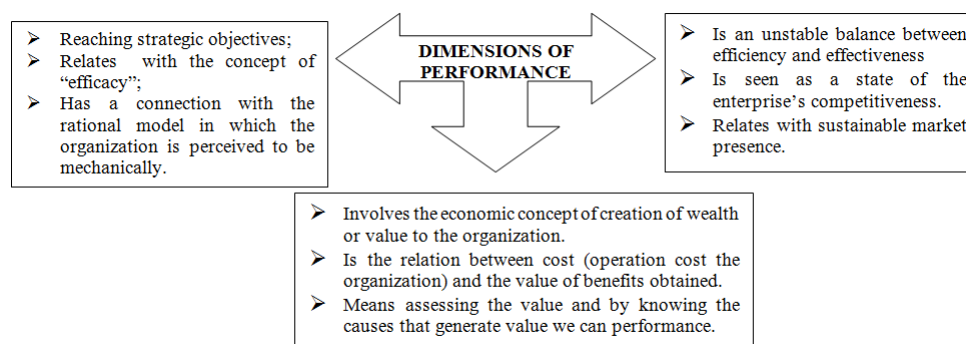 ➢ Reaching strategic objectives;
➢ Relates with the concept of
“efficacy”;
➢ Has a connection with the
rational model in which the
organization is perceived to be
mechanically.
DIMENSIONS OF
PERFORMANCE
➢ Is an unstable balance between
efficiency and effectiveness
➢ Is seen as a state of the
enterprise’s competitiveness.
➢ Relates with sustainable market
presence.
➢ Involves the economic concept of creation of wealth
or value to the organization.
➢ Is the relation between cost (operation cost the
organization) and the value of benefits obtained.
➢ Means assessing the value and by knowing the
causes that generate value we can performance.